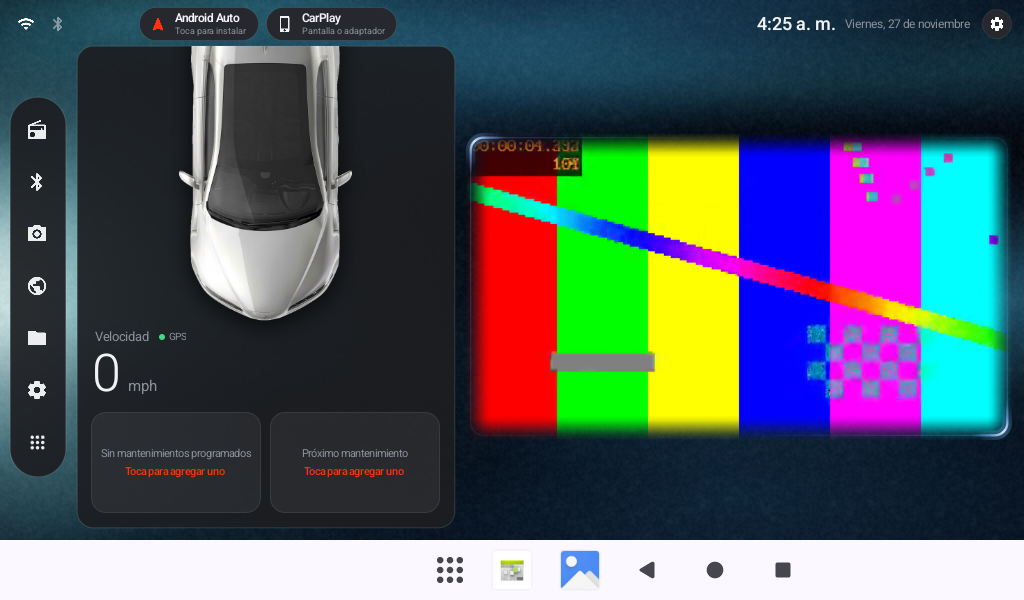 Android Auto
Toca para instalar
CarPlay
Pantalla o adaptador
4:25 a. m.
Viernes, 27 de noviembre
Velocidad
GPS
0 mph
Sin mantenimientos programados
Toca para agregar uno
Próximo mantenimiento
Toca para agregar uno